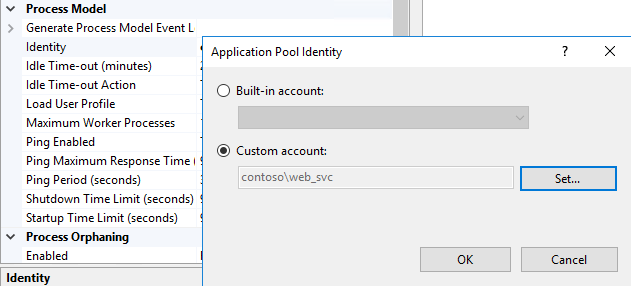 Process Model
Generate Process Model Event L
Identity
Idle Time-out (minutes)
Idle Time-out Action
Load User Profile
Maximum Worker Processes
Ping Enabled
Ping Maximum Response Time (
Ping Period (seconds)
Shutdown Time Limit (seconds)
Startup Time Limit (seconds)
Process Orphaning
Enabled
Identity
Application Pool Identity
Built-in account:
Custom account:
contoso\web_svc
Set...
OK
Cancel